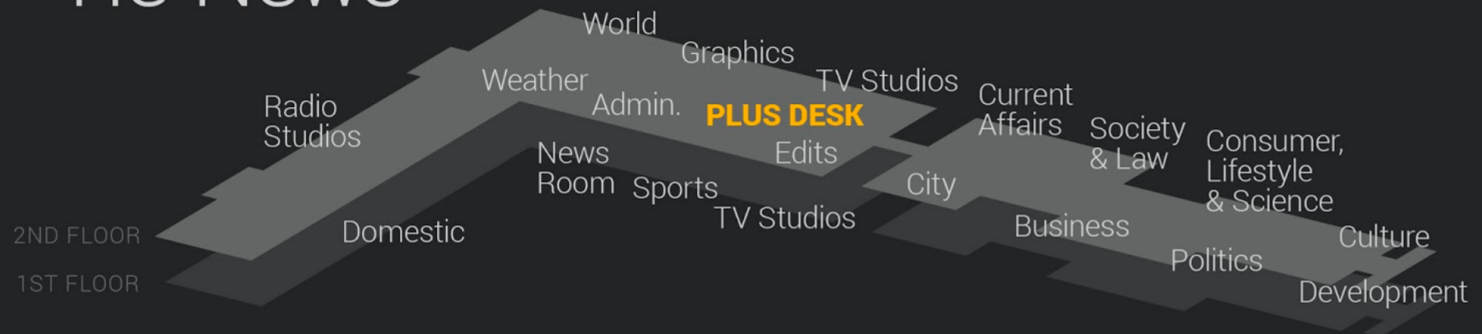 World
Graphics
Weather
TV Studios
Admin.
PLUS DESK
Radio
Studios
Current
Affairs
Society
& Law
Consumer,
Lifestyle
& Science
News
Room
Edits
Sports
City
TV Studios
Domestic
Business
Culture
Politics
Development
2ND FLOOR
1ST FLOOR